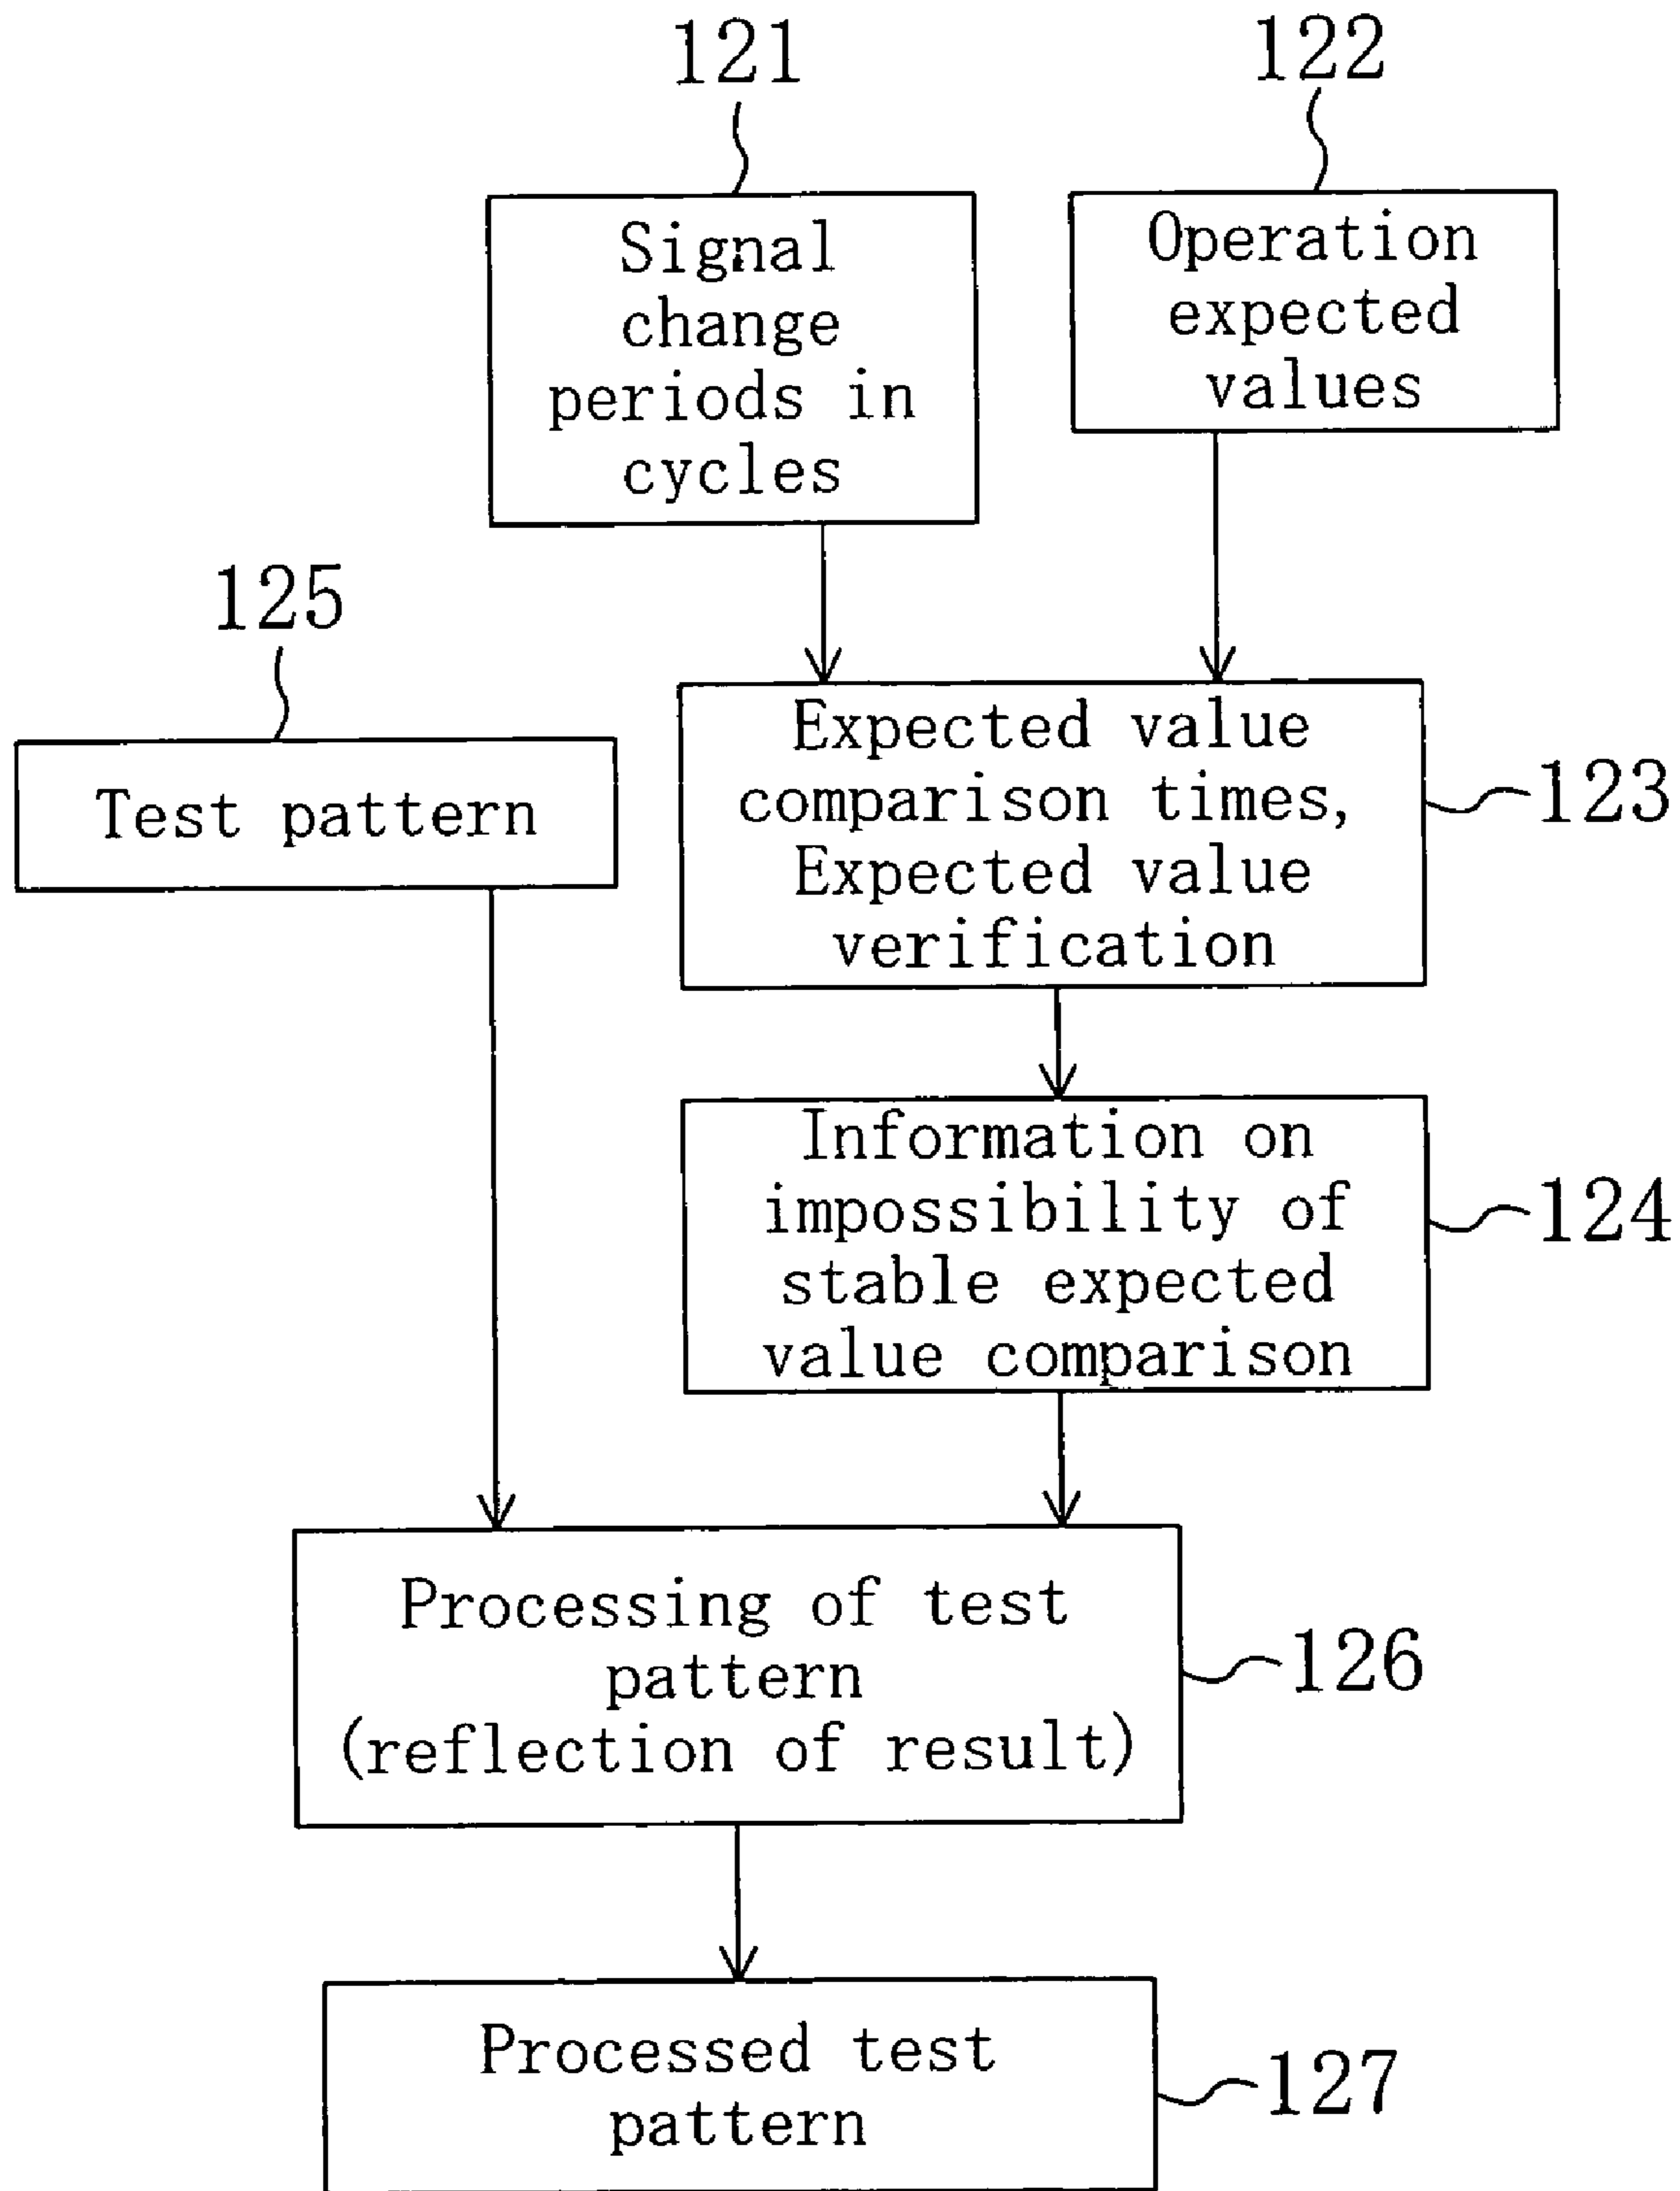 121
122
Signal
change
periods in
cycles
Operation
expected
values
125
Test pattern
Expected value
comparison times,
Expected value
verification
123
Information on
impossibility of
stable expected
value comparison
124
Processing of test
pattern
(reflection of result)
126
Processed test
pattern
127